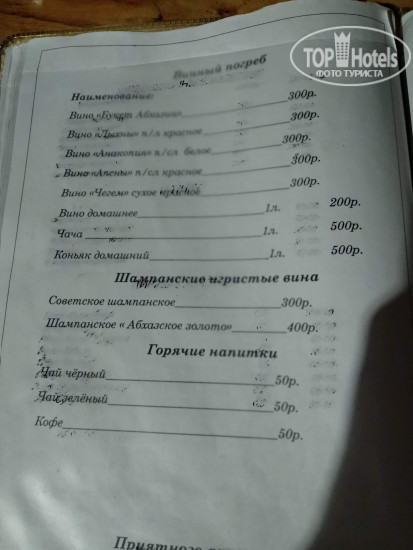 TOP Hotels
ФОТО ТУРИСТА
Винный погреб
Наименование:
Вино «Букет Абхазии» 300р.
Вино «Лыхны» п/сл красное 300р.
Вино «Анакопия» п/сл белое 300р.
Вино «Апсны» п/сл красное 300р.
Вино «Чегем» сухое красное 300р.
Вино домашнее 1л. 200р.
Чача 1л. 500р.
Коньяк домашний 1л. 500р.
Шампанские игристые вина
Советское шампанское 300р.
Шампанское « Абхазское золото» 400р.
Горячие напитки
Чай чёрный 50р.
Чай зелёный 50р.
Кофе 50р.
Приятного